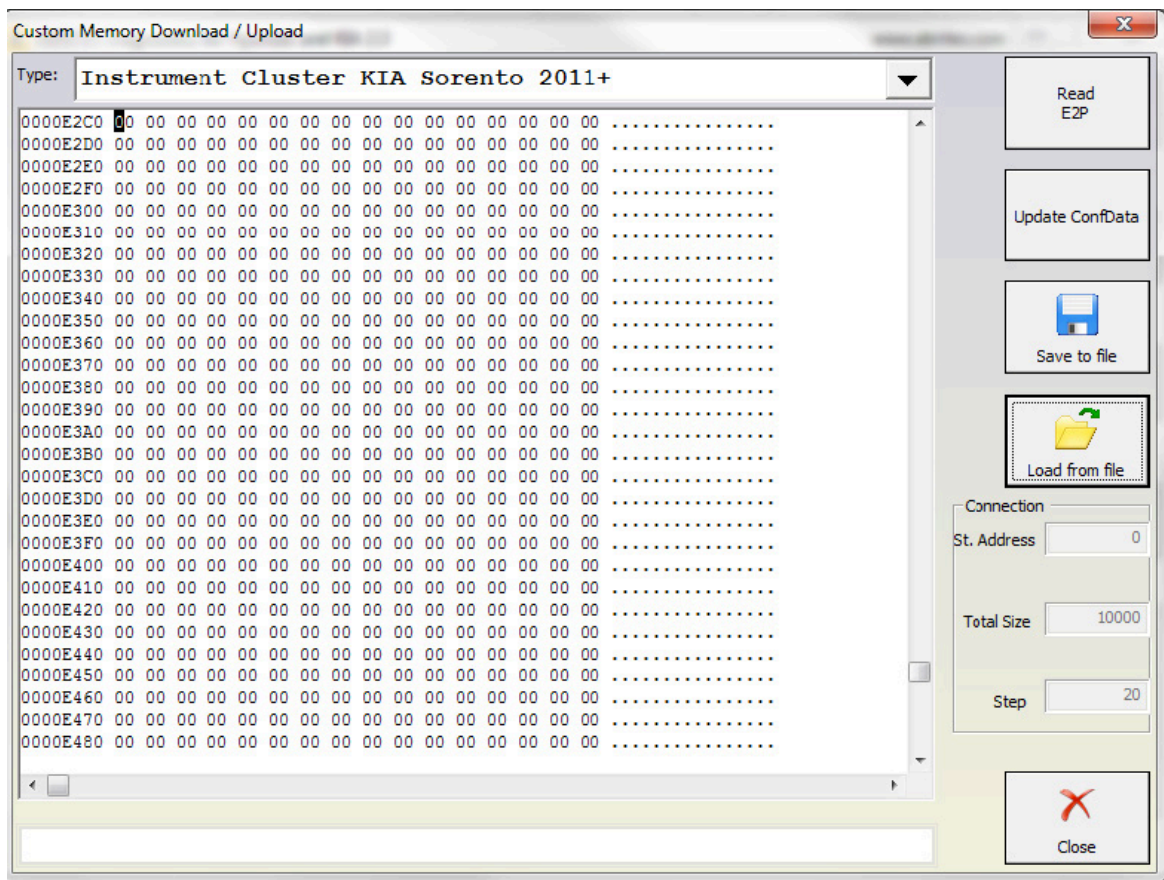 Custom Memory Download / Upload
Type: Instrument Cluster KIA Sorento 2011+
0000E2C0 00 00 00 00 00 00 00 00 00 00 00 00 00 00 00 00 ................
0000E2D0 00 00 00 00 00 00 00 00 00 00 00 00 00 00 00 00 ................
0000E2E0 00 00 00 00 00 00 00 00 00 00 00 00 00 00 00 00 ................
0000E2F0 00 00 00 00 00 00 00 00 00 00 00 00 00 00 00 00 ................
0000E300 00 00 00 00 00 00 00 00 00 00 00 00 00 00 00 00 ................
0000E310 00 00 00 00 00 00 00 00 00 00 00 00 00 00 00 00 ................
0000E320 00 00 00 00 00 00 00 00 00 00 00 00 00 00 00 00 ................
0000E330 00 00 00 00 00 00 00 00 00 00 00 00 00 00 00 00 ................
0000E340 00 00 00 00 00 00 00 00 00 00 00 00 00 00 00 00 ................
0000E350 00 00 00 00 00 00 00 00 00 00 00 00 00 00 00 00 ................
0000E360 00 00 00 00 00 00 00 00 00 00 00 00 00 00 00 00 ................
0000E370 00 00 00 00 00 00 00 00 00 00 00 00 00 00 00 00 ................
0000E380 00 00 00 00 00 00 00 00 00 00 00 00 00 00 00 00 ................
0000E390 00 00 00 00 00 00 00 00 00 00 00 00 00 00 00 00 ................
0000E3A0 00 00 00 00 00 00 00 00 00 00 00 00 00 00 00 00 ................
0000E3B0 00 00 00 00 00 00 00 00 00 00 00 00 00 00 00 00 ................
0000E3C0 00 00 00 00 00 00 00 00 00 00 00 00 00 00 00 00 ................
0000E3D0 00 00 00 00 00 00 00 00 00 00 00 00 00 00 00 00 ................
0000E3E0 00 00 00 00 00 00 00 00 00 00 00 00 00 00 00 00 ................
0000E3F0 00 00 00 00 00 00 00 00 00 00 00 00 00 00 00 00 ................
0000E400 00 00 00 00 00 00 00 00 00 00 00 00 00 00 00 00 ................
0000E410 00 00 00 00 00 00 00 00 00 00 00 00 00 00 00 00 ................
0000E420 00 00 00 00 00 00 00 00 00 00 00 00 00 00 00 00 ................
0000E430 00 00 00 00 00 00 00 00 00 00 00 00 00 00 00 00 ................
0000E440 00 00 00 00 00 00 00 00 00 00 00 00 00 00 00 00 ................
0000E450 00 00 00 00 00 00 00 00 00 00 00 00 00 00 00 00 ................
0000E460 00 00 00 00 00 00 00 00 00 00 00 00 00 00 00 00 ................
0000E470 00 00 00 00 00 00 00 00 00 00 00 00 00 00 00 00 ................
0000E480 00 00 00 00 00 00 00 00 00 00 00 00 00 00 00 00 ................
Read
E2P
Update ConfData
Save to file
Load from file
Connection
St. Address 0
Total Size 10000
Step 20
Close